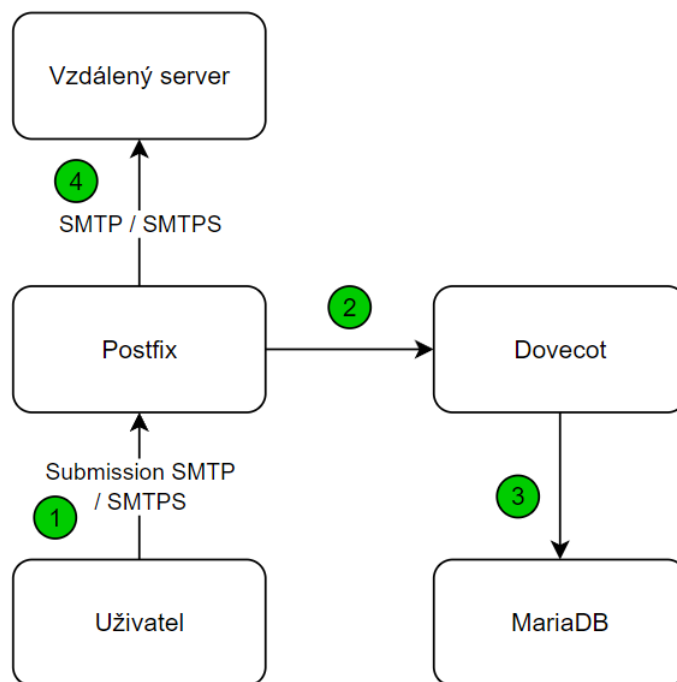 Vzdálený server
4
SMTP / SMTPS
2
Postfix
Dovecot
Submission SMTP
/ SMTPS
1
3
Uživatel
MariaDB